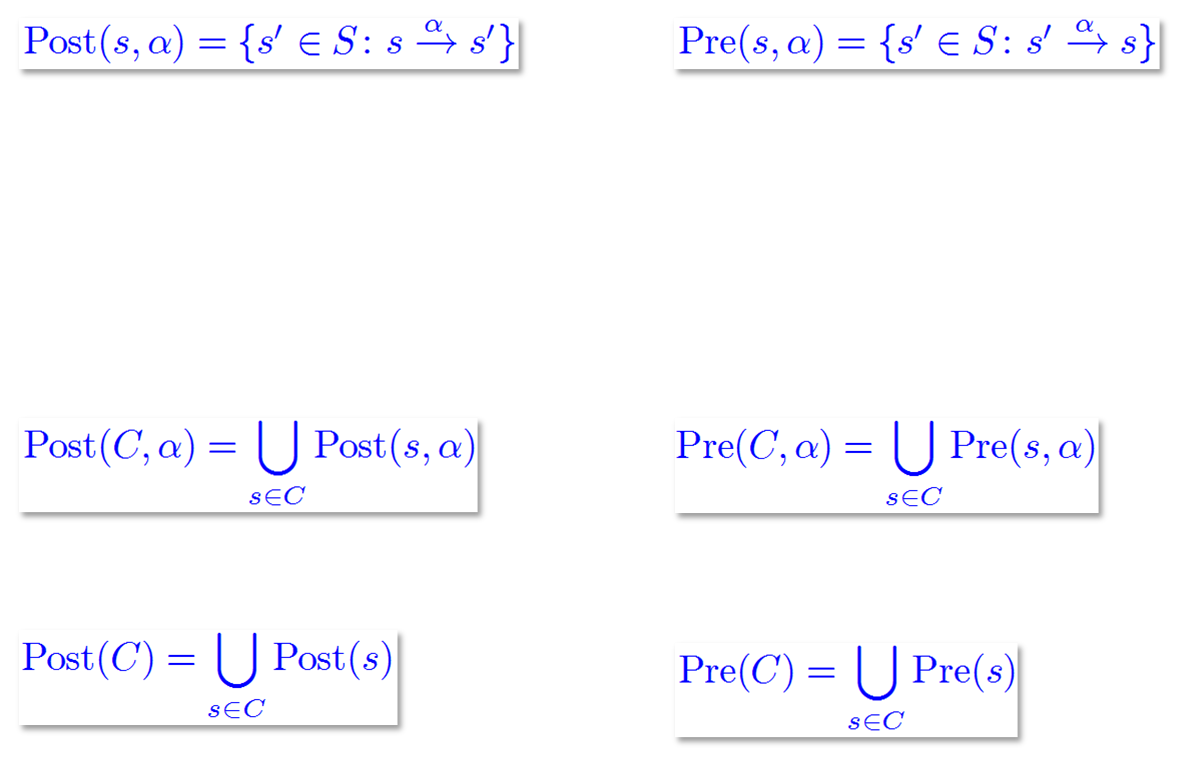 Post(s, α) = {s′ ∈ S: s →α s′}
Pre(s, α) = {s′ ∈ S: s′ →α s}
Post(C, α) = ⋃ s∈C Post(s, α)
Pre(C, α) = ⋃ s∈C Pre(s, α)
Post(C) = ⋃ s∈C Post(s)
Pre(C) = ⋃ s∈C Pre(s)